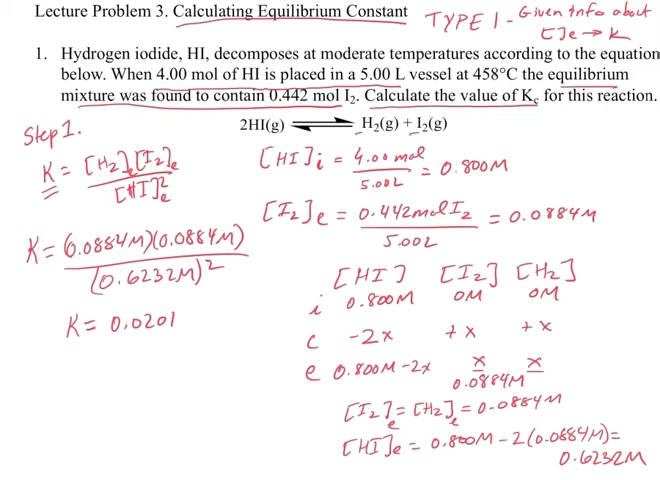 Lecture Problem 3. Calculating Equilibrium Constant
TYPE 1 - Given info about
[ ]e → K
1. Hydrogen iodide, HI, decomposes at moderate temperatures according to the equation
below. When 4.00 mol of HI is placed in a 5.00 L vessel at 458°C the equilibrium
mixture was found to contain 0.442 mol I₂. Calculate the value of Kc for this reaction.
2HI(g) ⇌ H₂(g) + I₂(g)
Step 1.
K = [H₂]e[I₂]e / [HI]e²
K = (0.0884M)(0.0884M) / (0.6232M)²
K = 0.0201
[HI]i = 4.00 mol / 5.00L = 0.800M
[I₂]e = 0.442mol I₂ / 5.00L = 0.0884M
[HI] [I₂] [H₂]
i 0.800M 0M 0M
c -2x +x +x
e 0.800M-2x x x
0.0884M
[I₂]e = [H₂]e = 0.0884M
[HI]e = 0.800M - 2(0.0884M) =
0.6232M